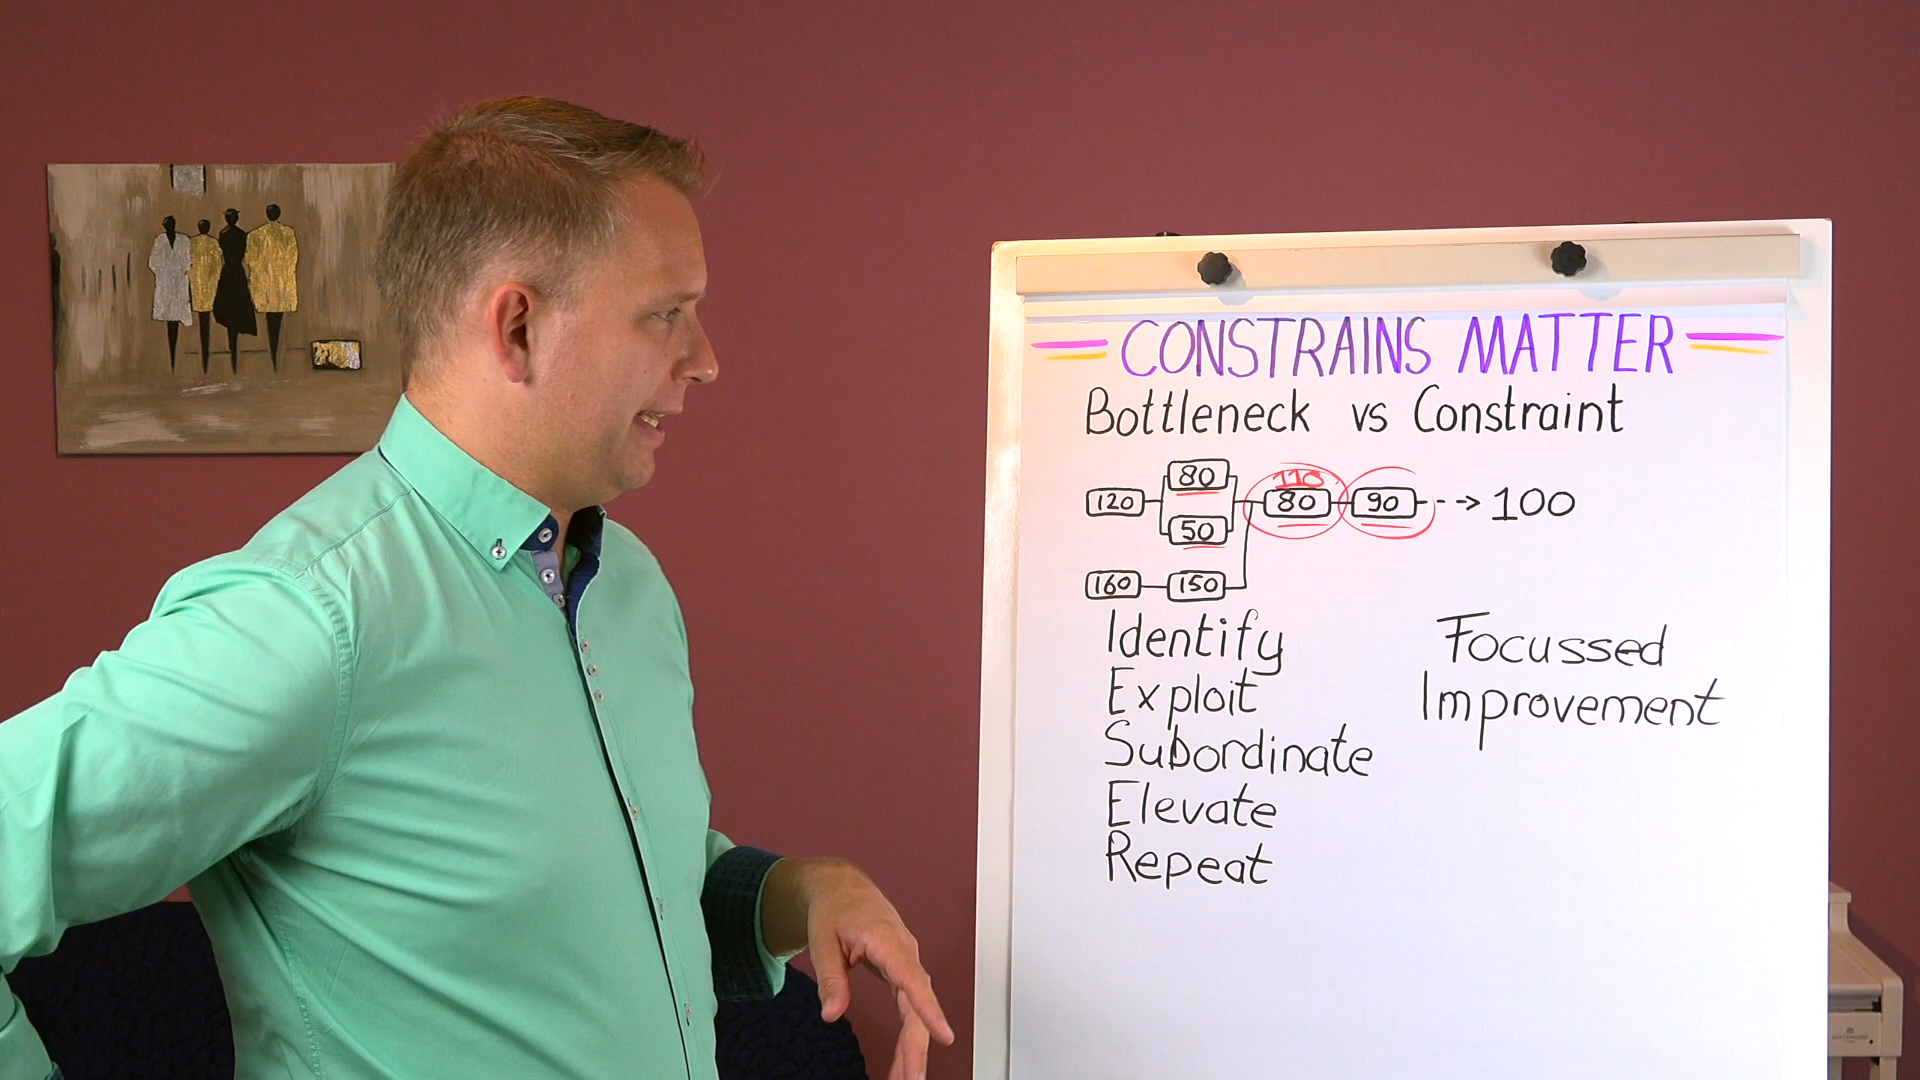 CONSTRAINS MATTER
Bottleneck vs Constraint
80
110
120
80
90
100
50
160
150
Identify
Exploit
Subordinate
Elevate
Repeat
Focussed
Improvement